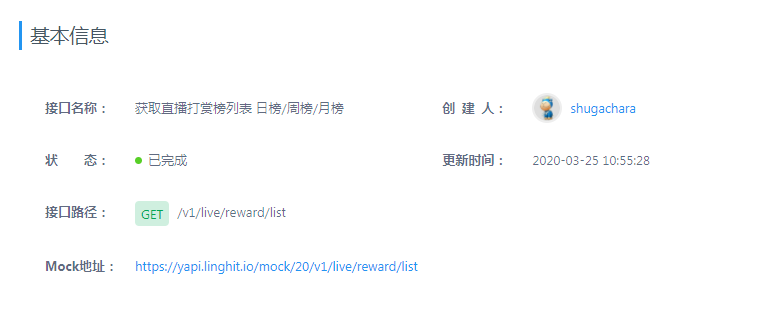 基本信息
接口名称： 获取直播打赏榜列表 日榜/周榜/月榜 创 建 人： shugachara
状 态： 已完成 更新时间： 2020-03-25 10:55:28
接口路径： GET /v1/live/reward/list
Mock地址： https://yapi.linghit.io/mock/20/v1/live/reward/list